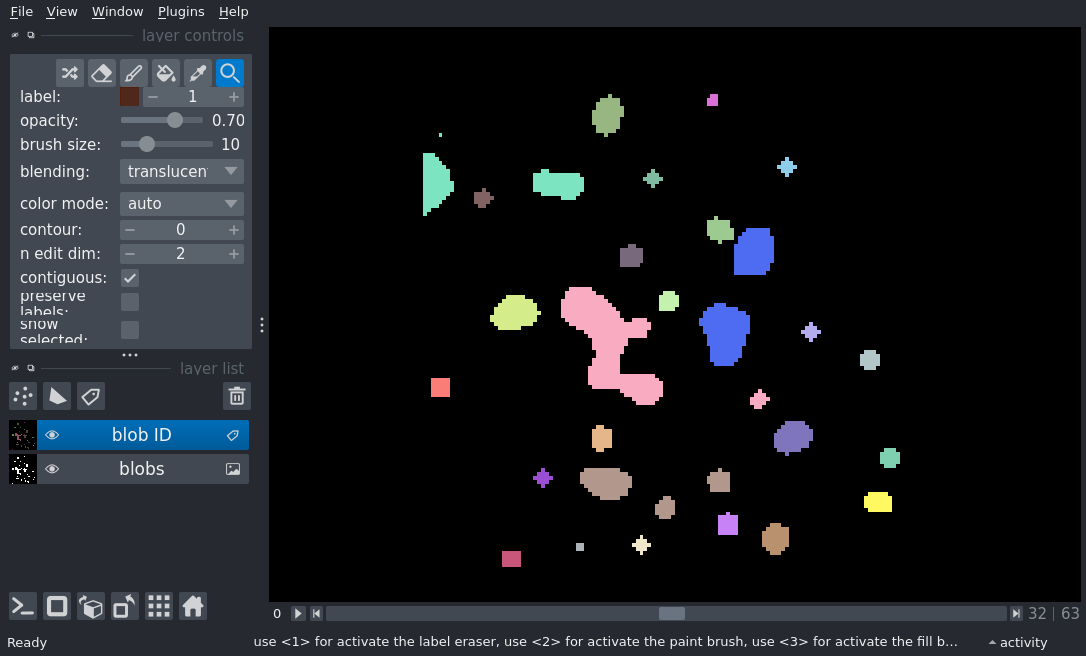 File View Window Plugins Help
layer controls
label: 1
opacity: 0.70
brush size: 10
blending: translucen
color mode: auto
contour: 0
n edit dim: 2
contiguous:
preserve
labels:
show
selected:
layer list
blob ID
blobs
0 32 63
Ready use <1> for activate the label eraser, use <2> for activate the paint brush, use <3> for activate the fill b... activity